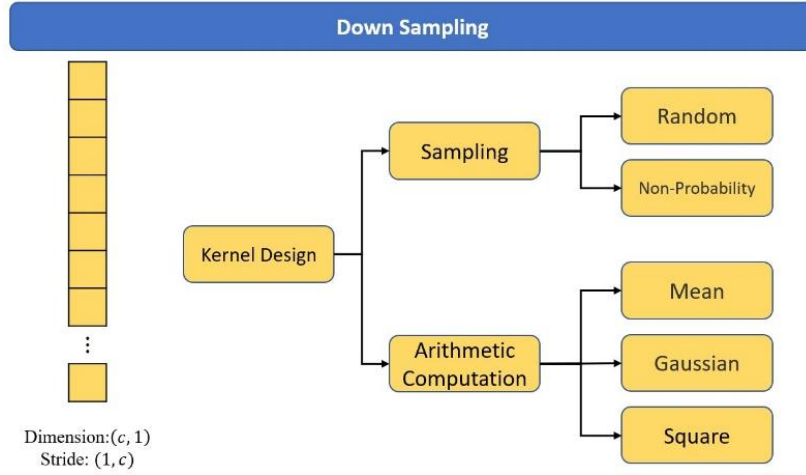 Down Sampling
Random
Sampling
Non-Probability
Kernel Design
Mean
Arithmetic
Computation
Gaussian
Square
⋮
Dimension:(c, 1)
Stride: (1, c)